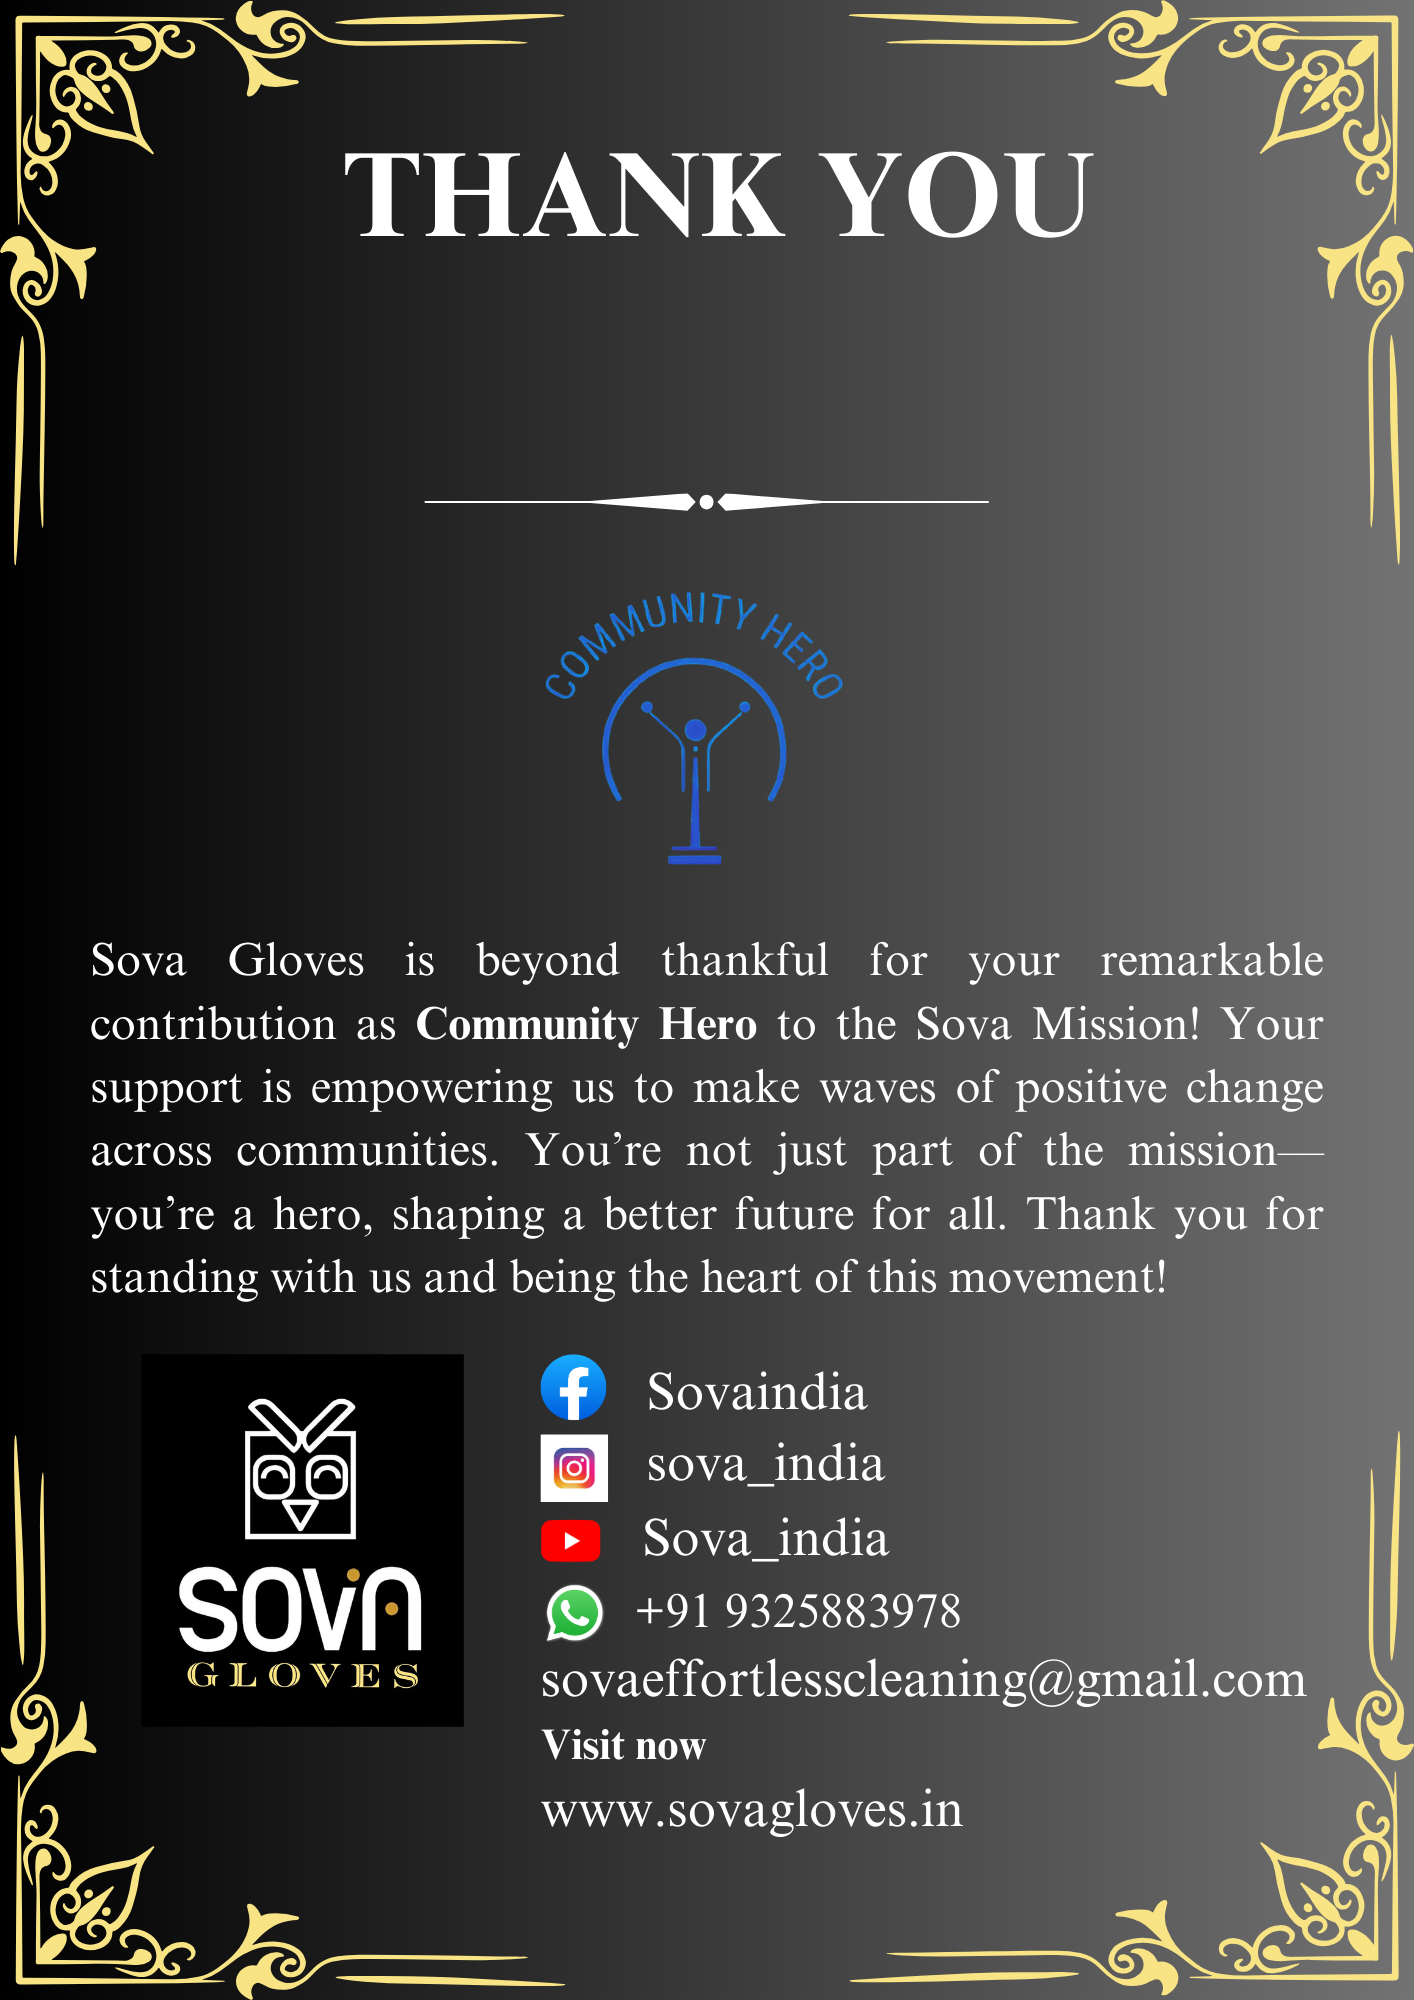 THANK YOU
COMMUNITY HERO
Sova Gloves is beyond thankful for your remarkable
contribution as Community Hero to the Sova Mission! Your
support is empowering us to make waves of positive change
across communities. You’re not just part of the mission—
you’re a hero, shaping a better future for all. Thank you for
standing with us and being the heart of this movement!
SOVA
GLOVES
Sovaindia
sova_india
Sova_india
+91 9325883978
sovaeffortlesscleaning@gmail.com
Visit now
www.sovagloves.in